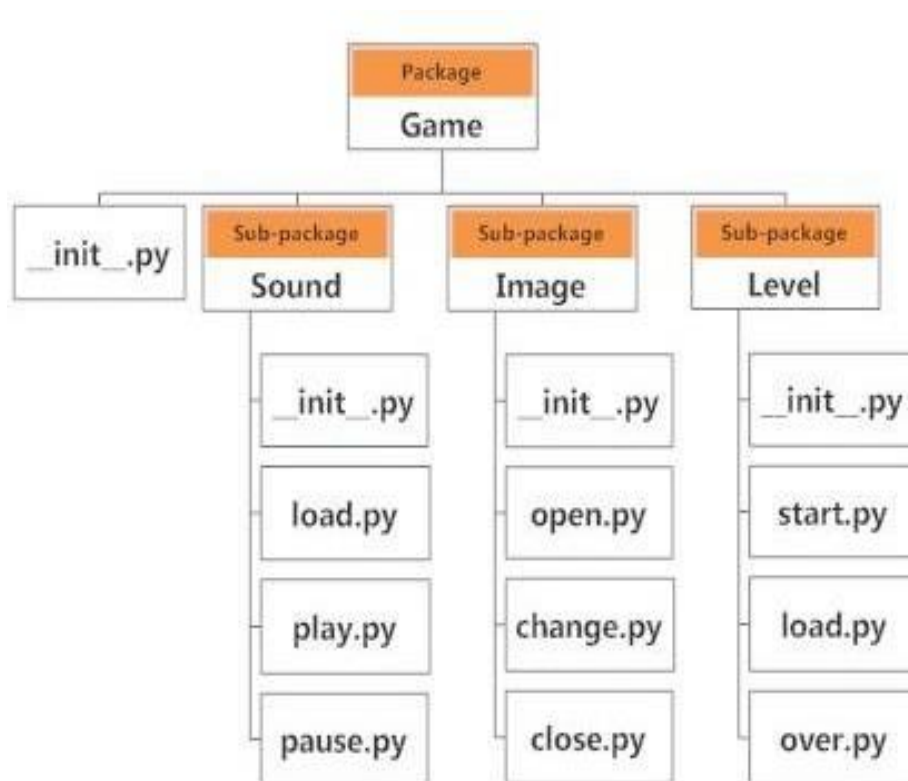 Package
Game
__init__.py
Sub-package
Sound
Sub-package
Image
Sub-package
Level
__init__.py
load.py
play.py
pause.py
__init__.py
open.py
change.py
close.py
__init__.py
start.py
load.py
over.py